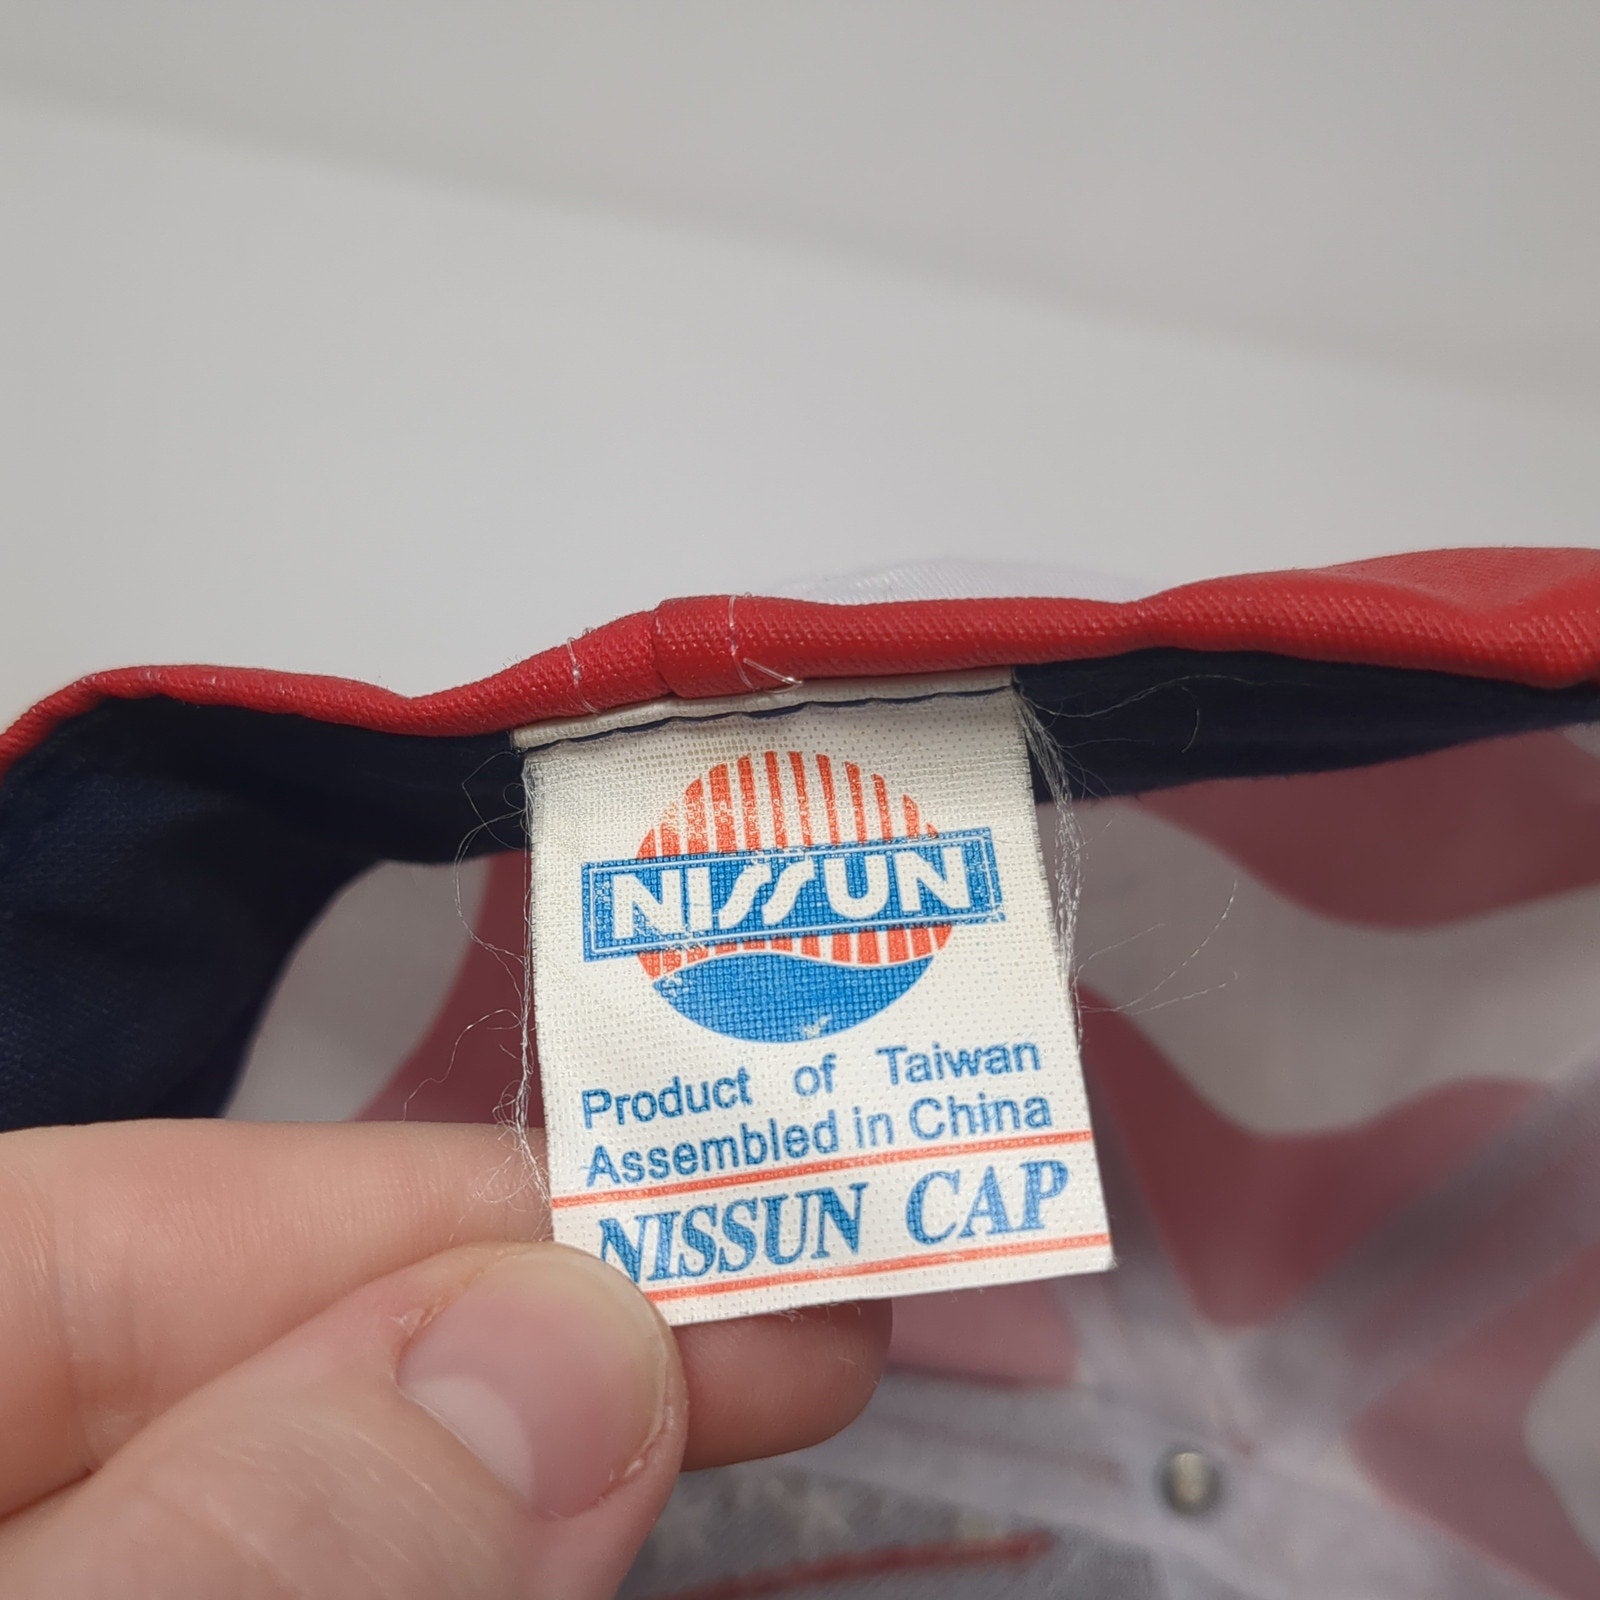 NISSUN
Product of Taiwan
Assembled in China
NISSUN CAP